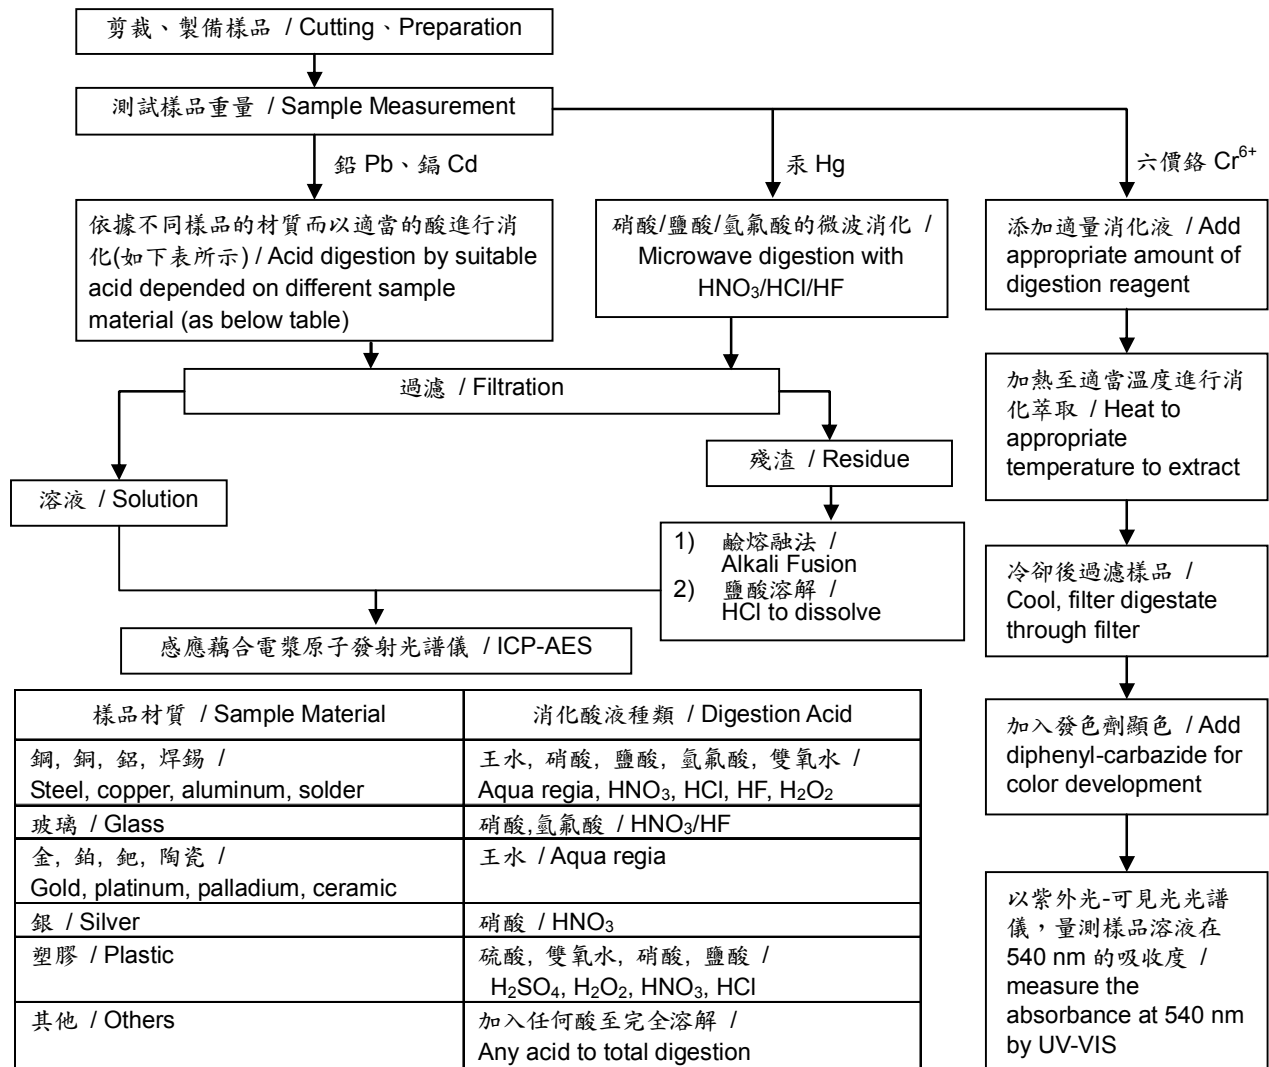 剪裁、製備樣品 / Cutting、Preparation
測試樣品重量 / Sample Measurement
鉛 Pb、鎘 Cd
汞 Hg
六價鉻 Cr6+
依據不同樣品的材質而以適當的酸進行消
化(如下表所示) / Acid digestion by suitable
acid depended on different sample
material (as below table)
硝酸/鹽酸/氫氟酸的微波消化 /
Microwave digestion with
HNO3/HCl/HF
添加適量消化液 / Add
appropriate amount of
digestion reagent
過濾 / Filtration
加熱至適當溫度進行消
化萃取 / Heat to
appropriate
temperature to extract
殘渣 / Residue
溶液 / Solution
1) 鹼熔融法 /
Alkali Fusion
2) 鹽酸溶解 /
HCl to dissolve
冷卻後過濾樣品 /
Cool, filter digestate
through filter
感應藕合電漿原子發射光譜儀 / ICP-AES
加入發色劑顯色 / Add
diphenyl-carbazide for
color development
以紫外光-可見光光譜
儀，量測樣品溶液在
540 nm 的吸收度 /
measure the
absorbance at 540 nm
by UV-VIS
樣品材質 / Sample Material
消化酸液種類 / Digestion Acid
鋼, 銅, 鋁, 焊錫 /
Steel, copper, aluminum, solder
王水, 硝酸, 鹽酸, 氫氟酸, 雙氧水 /
Aqua regia, HNO3, HCl, HF, H2O2
玻璃 / Glass
硝酸,氫氟酸 / HNO3/HF
金, 鉑, 鈀, 陶瓷 /
Gold, platinum, palladium, ceramic
王水 / Aqua regia
銀 / Silver
硝酸 / HNO3
塑膠 / Plastic
硫酸, 雙氧水, 硝酸, 鹽酸 /
H2SO4, H2O2, HNO3, HCl
其他 / Others
加入任何酸至完全溶解 /
Any acid to total digestion